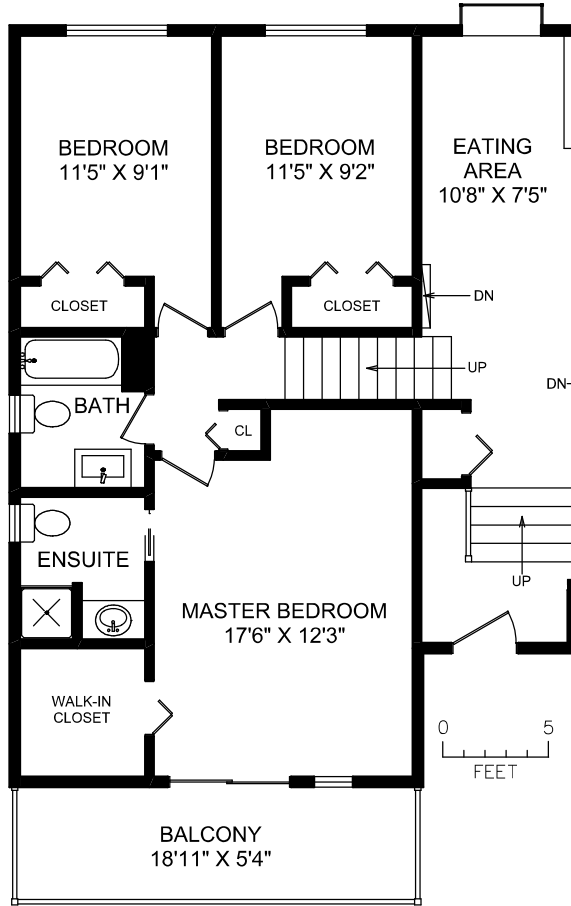 BEDROOM
11'5" X 9'1"
BEDROOM
11'5" X 9'2"
EATING
AREA
10'8" X 7'5"
CLOSET
CLOSET
DN
UP
DN
BATH
CL
ENSUITE
UP
MASTER BEDROOM
17'6" X 12'3"
WALK-IN
CLOSET
0 5
FEET
BALCONY
18'11" X 5'4"